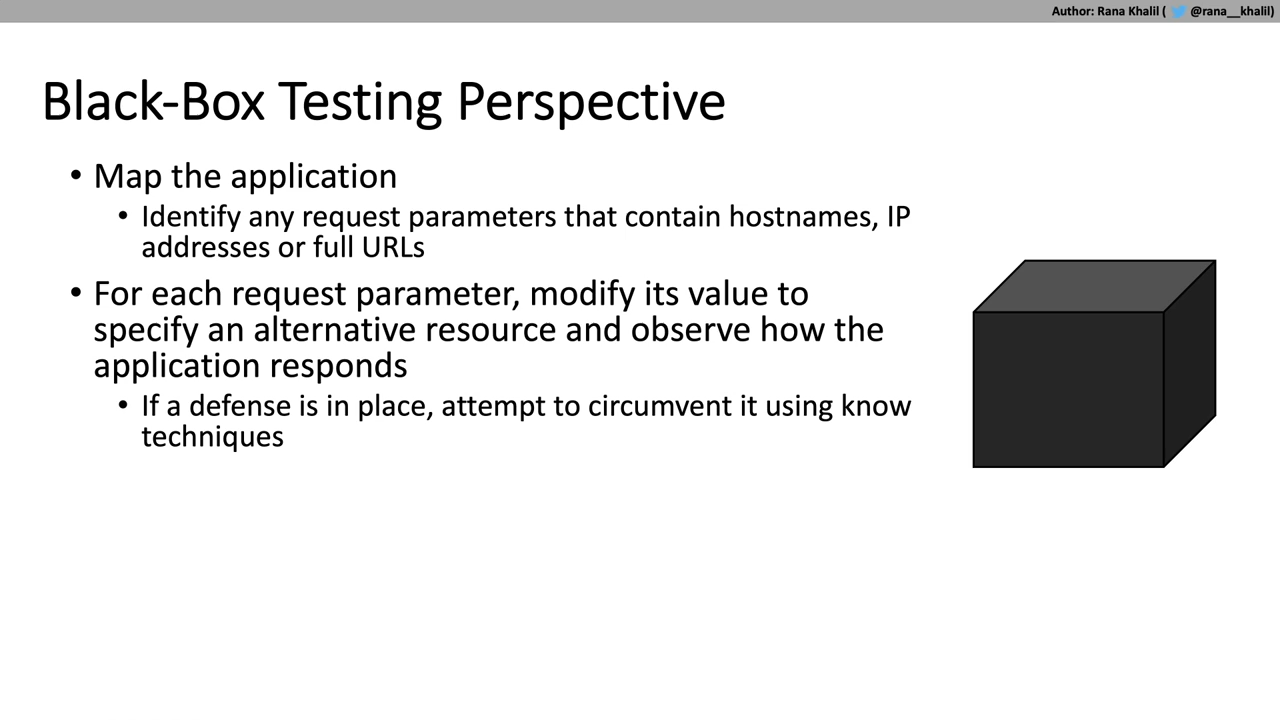 Author: Rana Khalil ( @rana__khalil)
Black-Box Testing Perspective
• Map the application
• Identify any request parameters that contain hostnames, IP
addresses or full URLs
• For each request parameter, modify its value to
specify an alternative resource and observe how the
application responds
• If a defense is in place, attempt to circumvent it using know
techniques